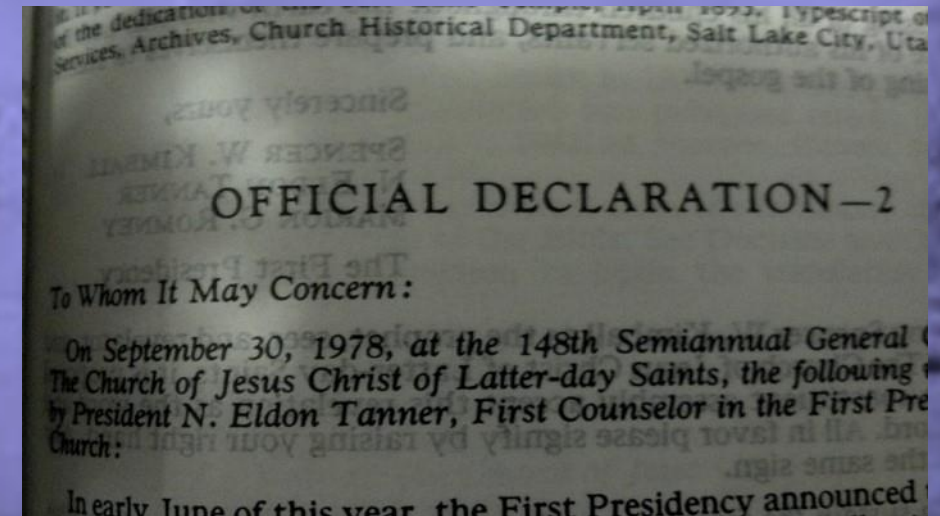 of the dedication of the Salt Lake Temple, April 1893, Typescript of
Services, Archives, Church Historical Department, Salt Lake City, Uta
OFFICIAL DECLARATION—2
To Whom It May Concern:
On September 30, 1978, at the 148th Semiannual General
The Church of Jesus Christ of Latter-day Saints, the following
by President N. Eldon Tanner, First Counselor in the First Pre
Church:
In early June of this year, the First Presidency announced